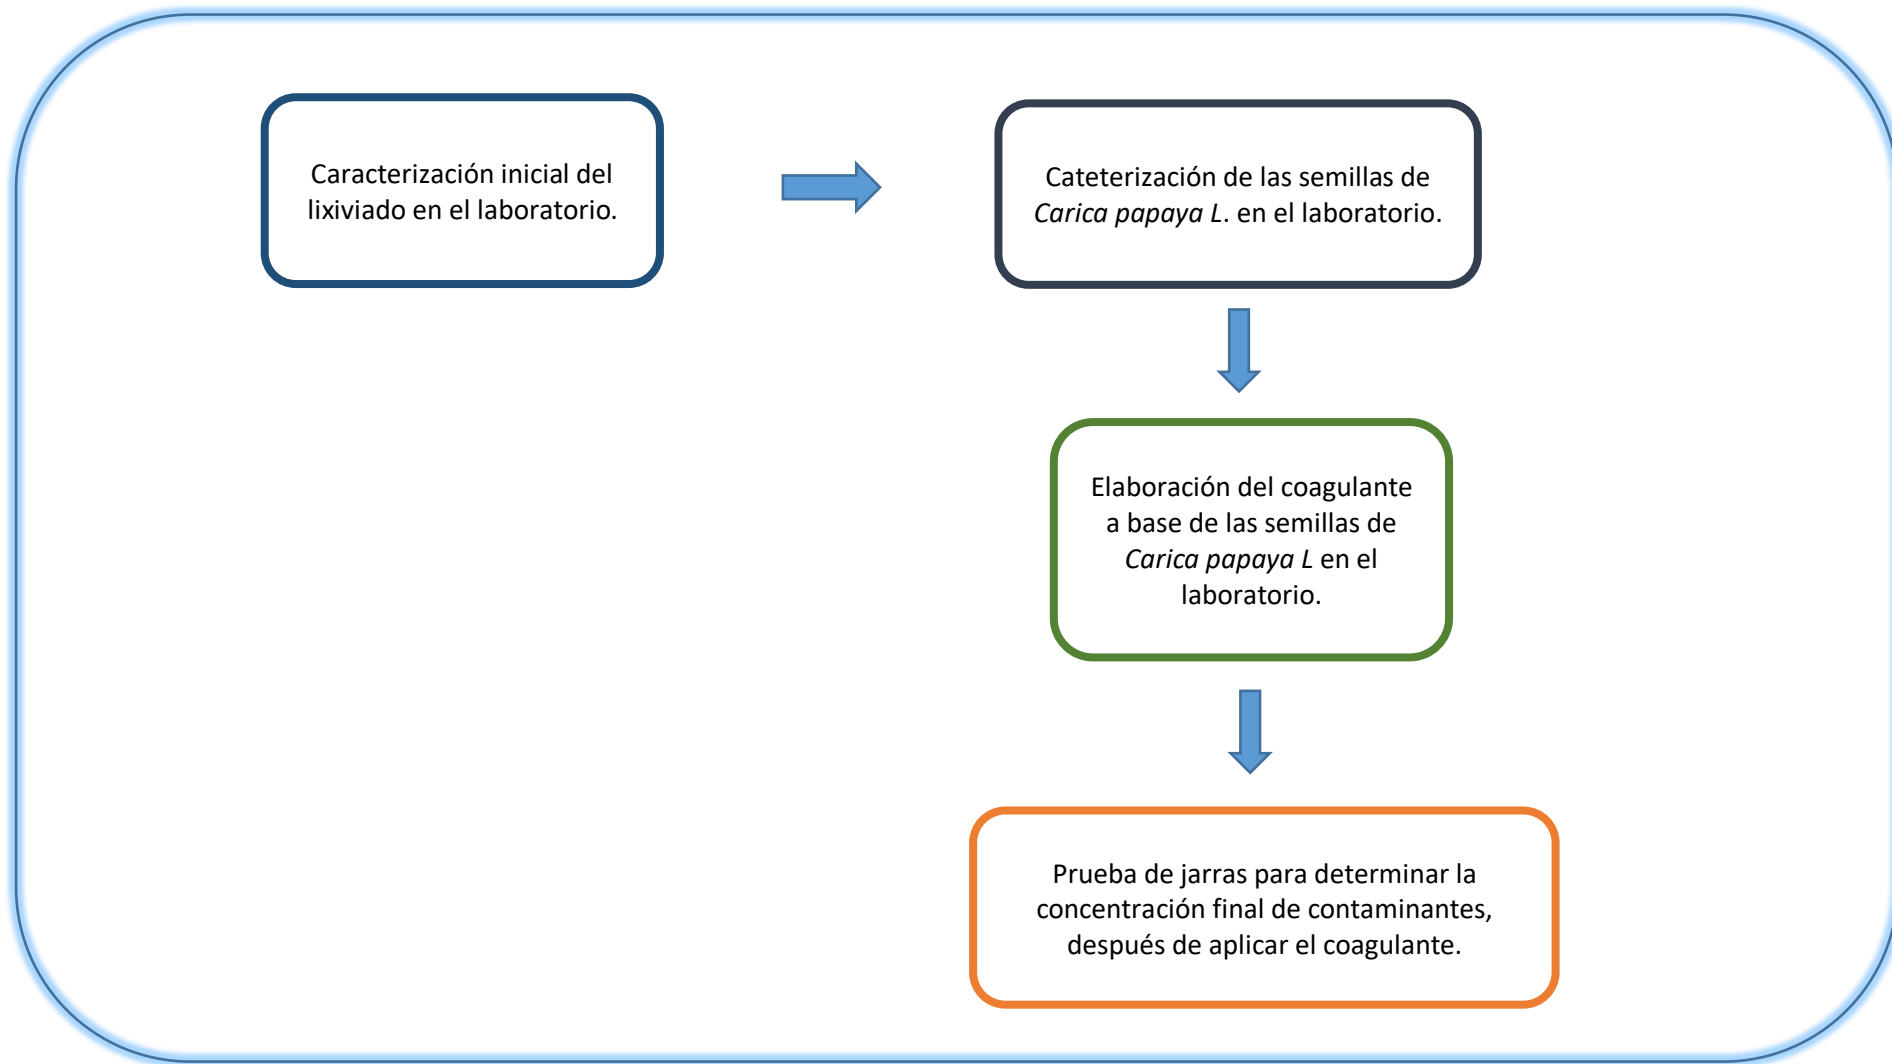 Caracterización inicial del
lixiviado en el laboratorio.
Cateterización de las semillas de
Carica papaya L. en el laboratorio.
Elaboración del coagulante
a base de las semillas de
Carica papaya L en el
laboratorio.
Prueba de jarras para determinar la
concentración final de contaminantes,
después de aplicar el coagulante.